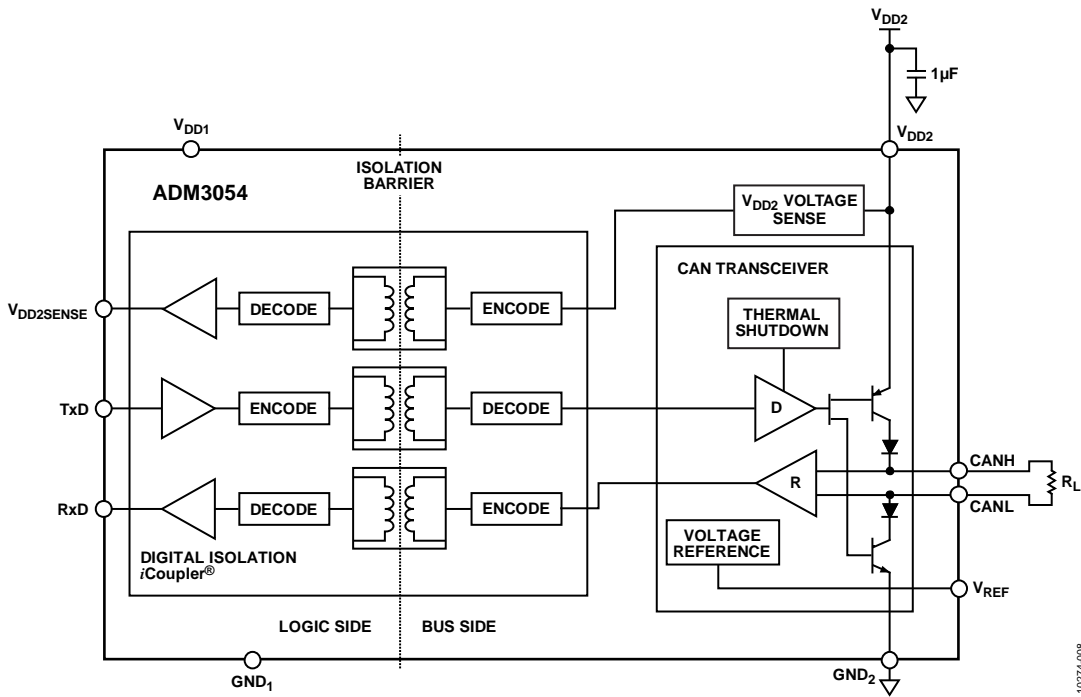 VDD2
1µF
VDD1
VDD2
ISOLATION
BARRIER
ADM3054
VDD2 VOLTAGE
SENSE
CAN TRANSCEIVER
VDD2SENSE
DECODE
ENCODE
THERMAL
SHUTDOWN
TxD
ENCODE
DECODE
D
CANH
RL
RxD
DECODE
ENCODE
R
CANL
DIGITAL ISOLATION
iCoupler®
VOLTAGE
REFERENCE
VREF
LOGIC SIDE
BUS SIDE
GND1
GND2
10274-008